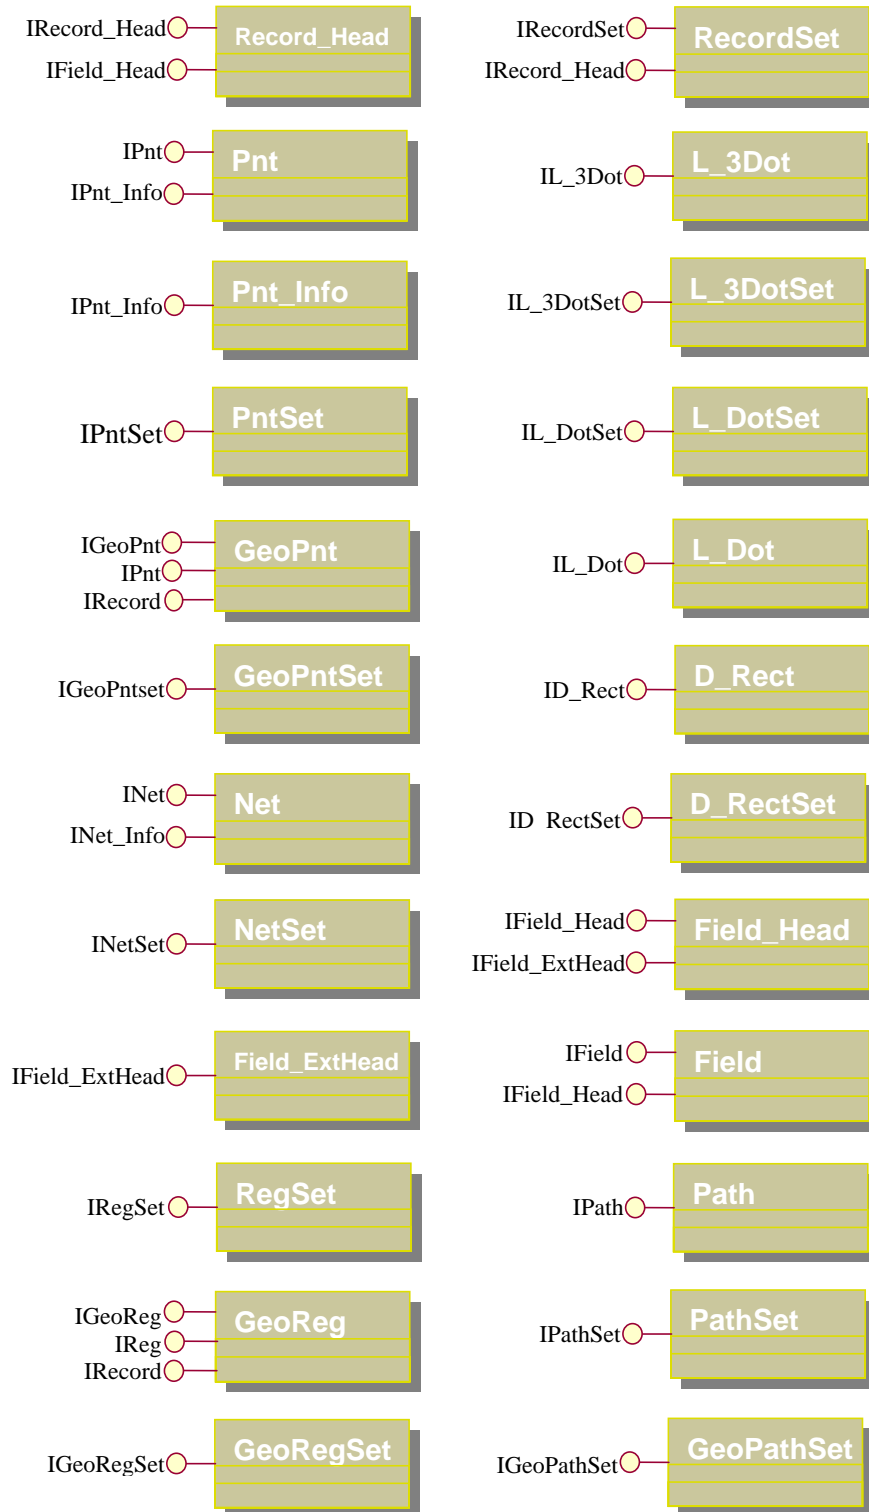 IRecord_Head
IField_Head
Record_Head
IRecordSet
IRecord_Head
RecordSet
IPnt
IPnt_Info
Pnt
IL_3Dot
L_3Dot
IPnt_Info
Pnt_Info
IL_3DotSet
L_3DotSet
IPntSet
PntSet
IL_DotSet
L_DotSet
IGeoPnt
IPnt
IRecord
GeoPnt
IL_Dot
L_Dot
IGeoPntset
GeoPntSet
ID_Rect
D_Rect
INet
INet_Info
Net
ID RectSet
D_RectSet
INetSet
NetSet
IField_Head
IField_ExtHead
Field_Head
IField_ExtHead
Field_ExtHead
IField
IField_Head
Field
IRegSet
RegSet
IPath
Path
IGeoReg
IReg
IRecord
GeoReg
IPathSet
PathSet
IGeoRegSet
GeoRegSet
IGeoPathSet
GeoPathSet